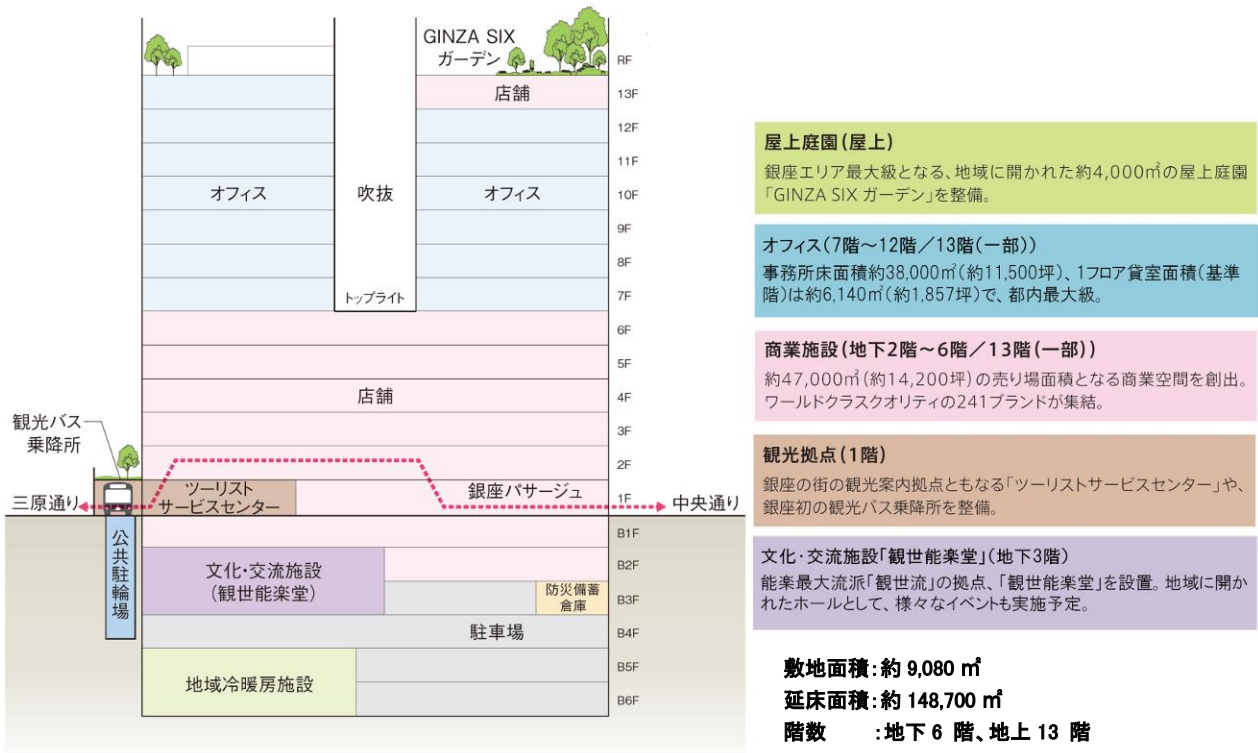 GINZA SIX
ガーデン
RF
店舗
13F
12F
11F
オフィス
吹抜
オフィス
10F
9F
8F
トップライト
7F
6F
5F
店舗
4F
3F
観光バス
乗降所
2F
ツーリスト
サービスセンター
銀座パサージュ
1F
三原通り
中央通り
B1F
公共駐輪場
文化・交流施設
(観世能楽堂)
B2F
防災備蓄
倉庫
B3F
駐車場
B4F
地域冷暖房施設
B5F
B6F
屋上庭園(屋上)
銀座エリア最大級となる、地域に開かれた約4,000㎡の屋上庭園
「GINZA SIX ガーデン」を整備。
オフィス(7階~12階/13階(一部))
事務所床面積約38,000㎡(約11,500坪)、1フロア貸室面積(基準
階)は約6,140㎡(約1,857坪)で、都内最大級。
商業施設(地下2階~6階/13階(一部))
約47,000㎡(約14,200坪)の売り場面積となる商業空間を創出。
ワールドクラスクオリティの241ブランドが集結。
観光拠点(1階)
銀座の街の観光案内拠点ともなる「ツーリストサービスセンター」や、
銀座初の観光バス乗降所を整備。
文化・交流施設「観世能楽堂」(地下3階)
能楽最大流派「観世流」の拠点、「観世能楽堂」を設置。地域に開か
れたホールとして、様々なイベントも実施予定。
敷地面積:約 9,080 ㎡
延床面積:約 148,700 ㎡
階数 :地下 6 階、地上 13 階